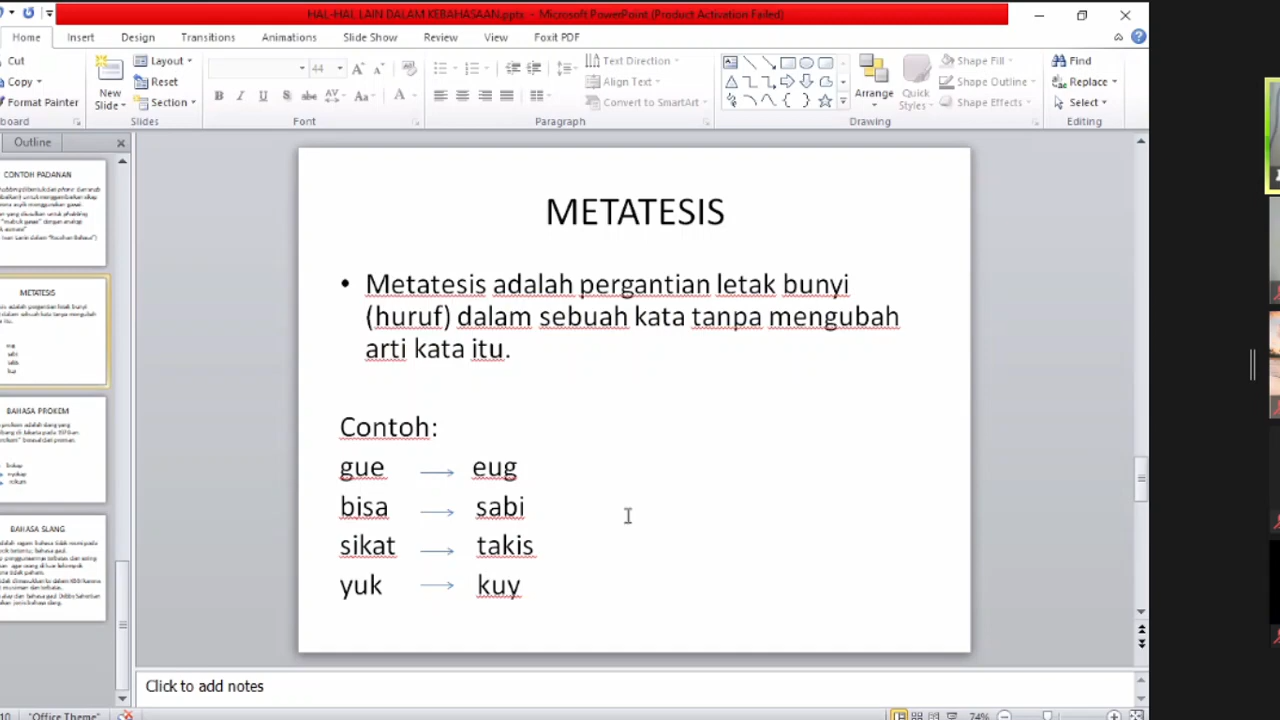 HAL-HAL LAIN DALAM KEBAHASAAN.pptx - Microsoft PowerPoint (Product Activation Failed)
Home Insert Design Transitions Animations Slide Show Review View Foxit PDF
Cut
Copy
Format Painter
New Slide
Layout
Reset
Section
Slides
44
Font
Text Direction
Align Text
Convert to SmartArt
Paragraph
Arrange
Quick Styles
Shape Fill
Shape Outline
Shape Effects
Drawing
Find
Replace
Select
Editing
Outline
CONTOH PADANAN
METATESIS
BAHASA PROKEM
BAHASA SLANG
METATESIS
• Metatesis adalah pergantian letak bunyi
(huruf) dalam sebuah kata tanpa mengubah
arti kata itu.
Contoh:
gue → eug
bisa → sabi
sikat → takis
yuk → kuy
Click to add notes
"Office Theme"
74%